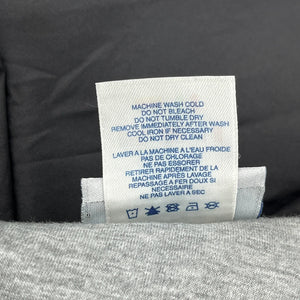 MACHINE WASH COLD
DO NOT BLEACH
DO NOT TUMBLE DRY
REMOVE IMMEDIATELY AFTER WASH
COOL IRON IF NECESSARY
DO NOT DRY CLEAN
LAVER A LA MACHINE A L'EAU FROIDE
PAS DE CHLORAGE
PAS ESSORER
RETIRER RAPIDEMENT DE LA
MACHINE APRÈS LAVAGE
REPASSAGE A FER DOUX SI
NECESSAIRE
NE PAS LAVER A SEC